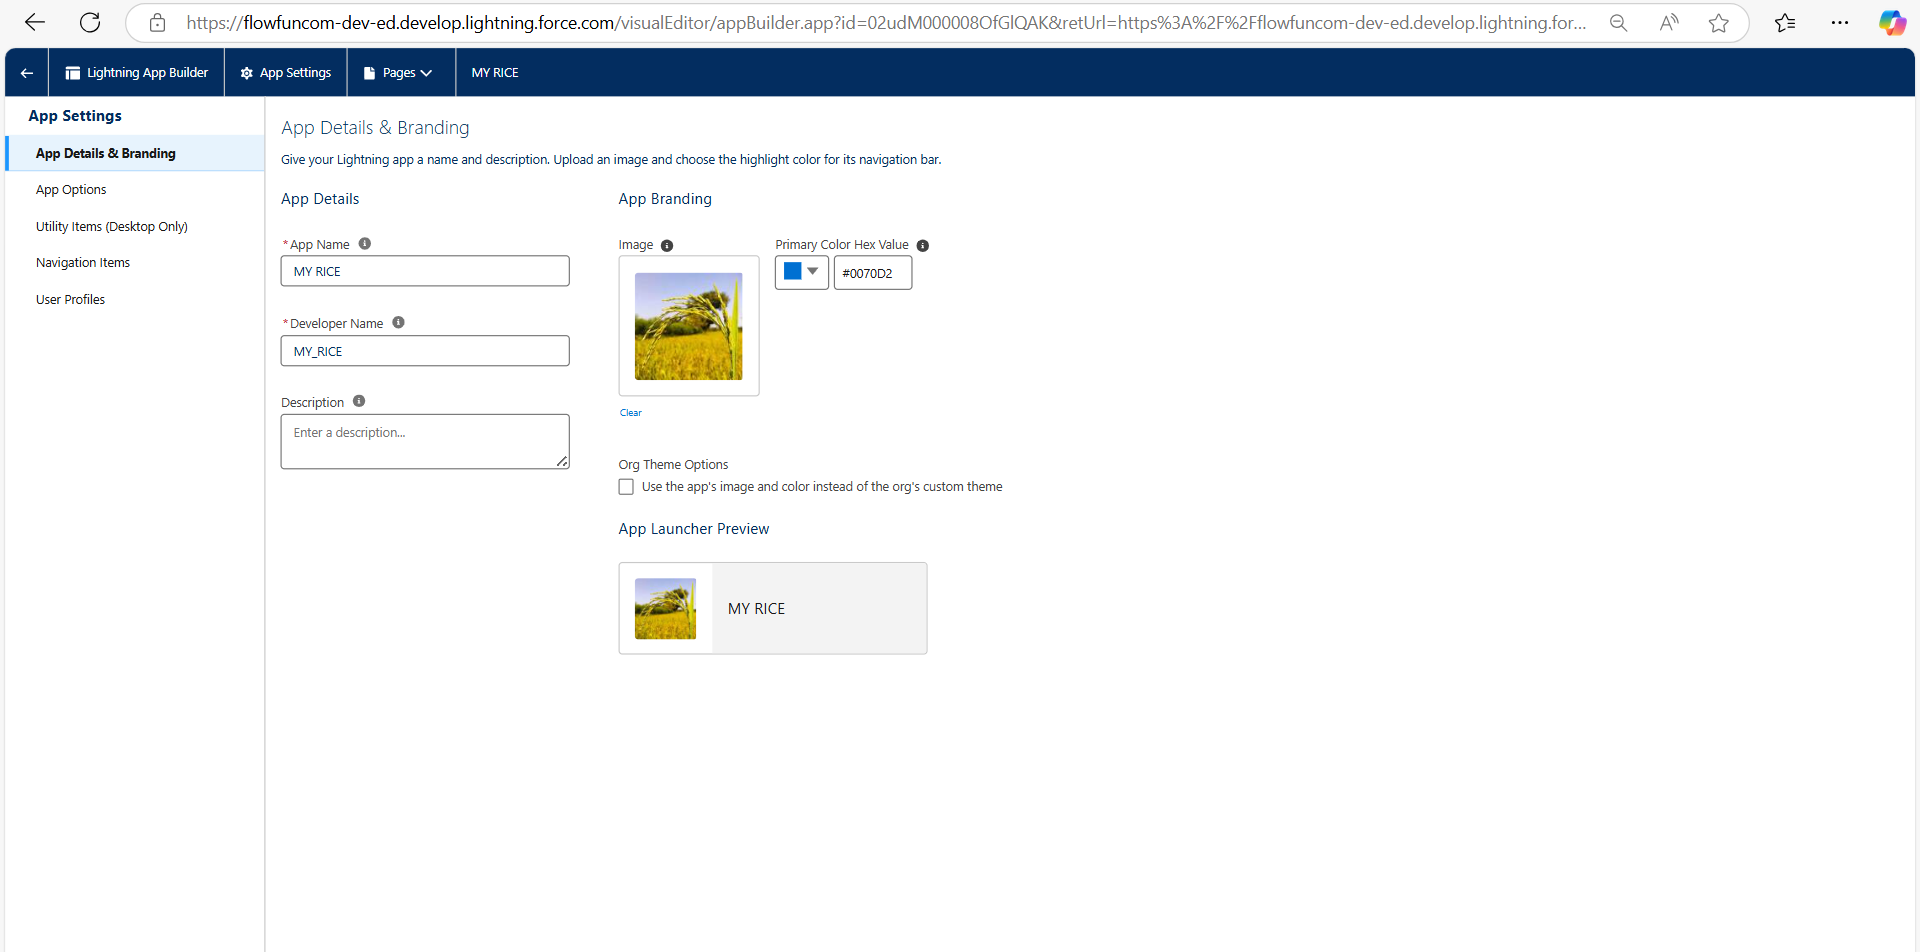 https://flowfuncom-dev-ed.develop.lightning.force.com/visualEditor/appBuilder.app?id=02udM000008OfGlQAK&retUrl=https%3A%2F%2Fflowfuncom-dev-ed.develop.lightning.for...
Lightning App Builder
App Settings
Pages
MY RICE
App Settings
App Details & Branding
App Options
Utility Items (Desktop Only)
Navigation Items
User Profiles
App Details & Branding
Give your Lightning app a name and description. Upload an image and choose the highlight color for its navigation bar.
App Details
* App Name
MY RICE
* Developer Name
MY_RICE
Description
Enter a description...
App Branding
Image
Clear
Primary Color Hex Value
#0070D2
Org Theme Options
Use the app's image and color instead of the org's custom theme
App Launcher Preview
MY RICE